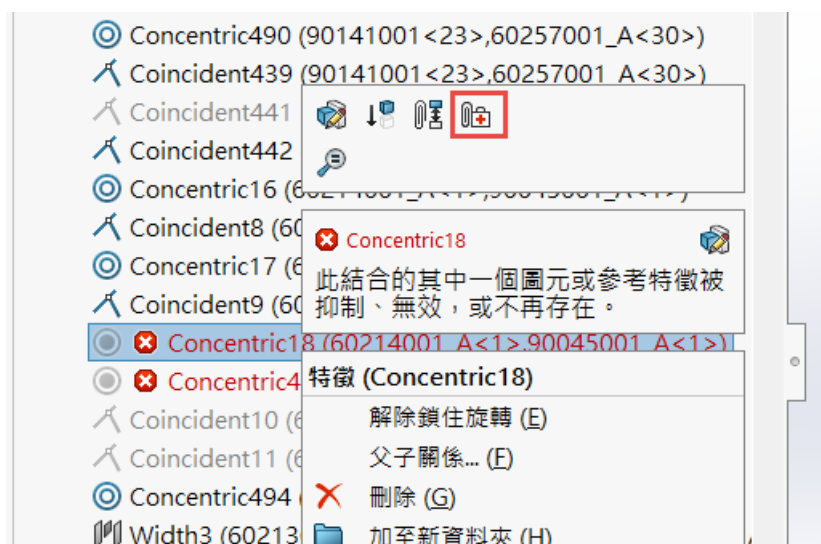 Concentric490 (90141001<23>,60257001_A<30>)
Coincident439 (90141001<23>,60257001_A<30>)
Coincident441
Coincident442
Concentric16 (60214001_A<1>,90045001_A<1>)
Coincident8 (60
Concentric18
Concentric17 (6
此結合的其中一個圖元或參考特徵被
抑制、無效，或不再存在。
Coincident9 (60
Concentric18 (60214001_A<1>,90045001_A<1>)
Concentric4
特徵 (Concentric18)
Coincident10 (6
解除鎖住旋轉 (E)
Coincident11 (6
父子關係... (F)
Concentric494 (
刪除 (G)
Width3 (60213
加至新資料夾 (H)